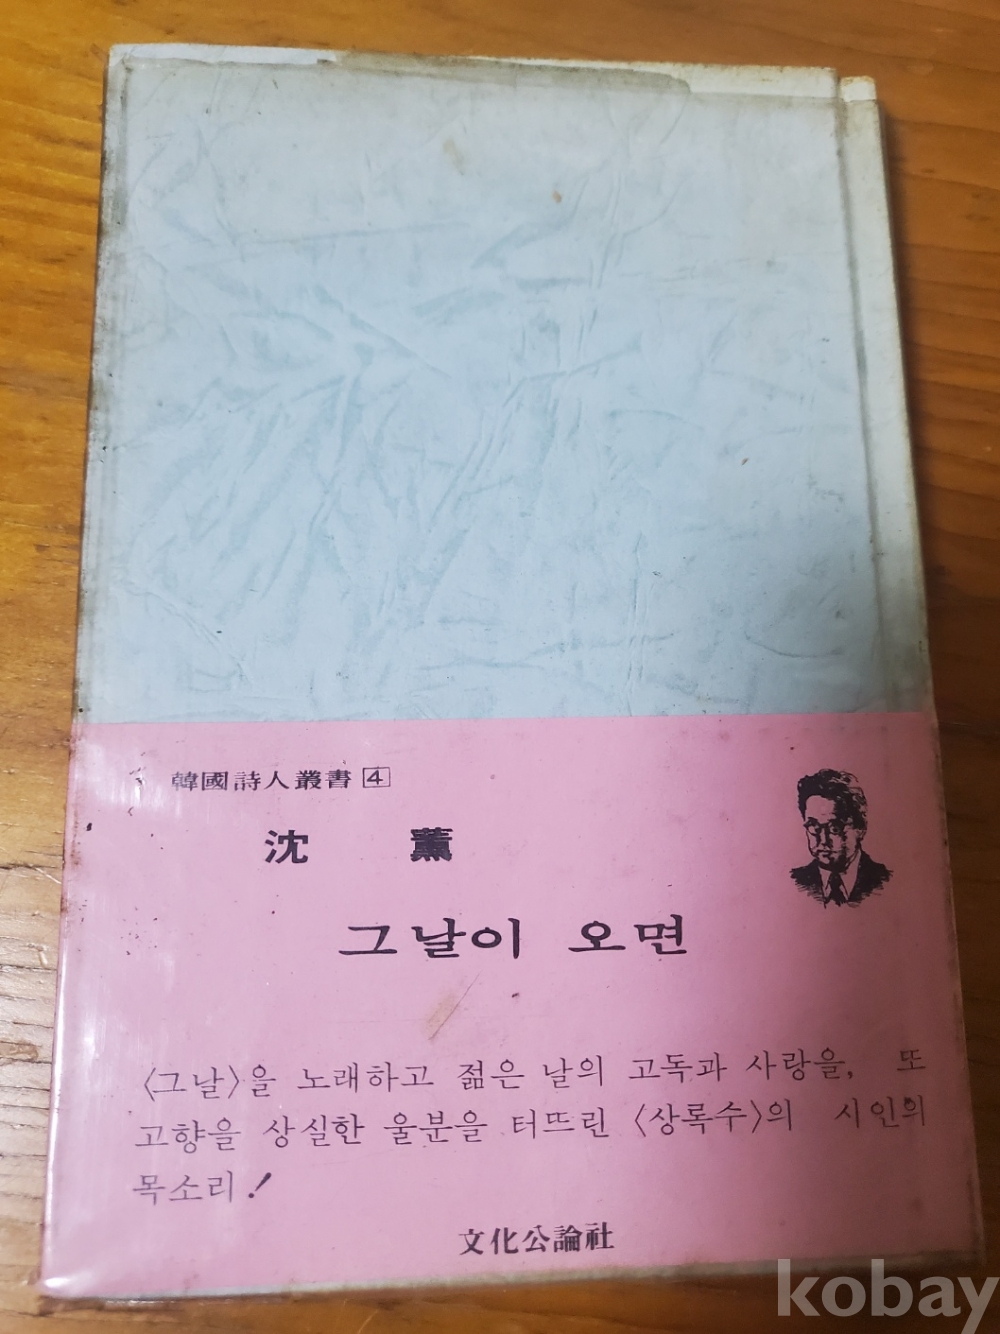 韓國詩人叢書 4
沈 薰
그날이 오면
〈그날〉을 노래하고 젊은 날의 고독과 사랑을, 또
고향을 상실한 울분을 터뜨린 〈상록수〉의 시인의
목소리!
文化公論社
kobay